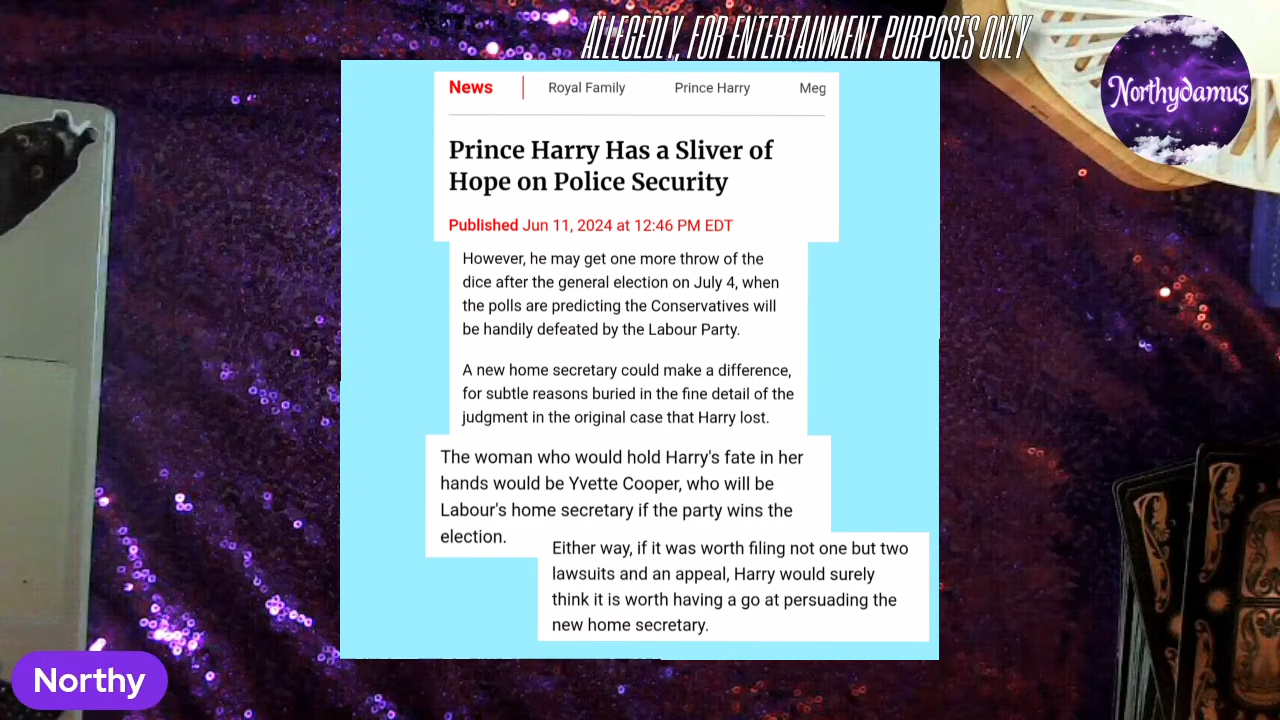 ALLEGEDLY, FOR ENTERTAINMENT PURPOSES ONLY
Northydamus
News
Royal Family
Prince Harry
Meg
Prince Harry Has a Sliver of
Hope on Police Security
Published Jun 11, 2024 at 12:46 PM EDT
However, he may get one more throw of the
dice after the general election on July 4, when
the polls are predicting the Conservatives will
be handily defeated by the Labour Party.
A new home secretary could make a difference,
for subtle reasons buried in the fine detail of the
judgment in the original case that Harry lost.
The woman who would hold Harry's fate in her
hands would be Yvette Cooper, who will be
Labour's home secretary if the party wins the
election.
Either way, if it was worth filing not one but two
lawsuits and an appeal, Harry would surely
think it is worth having a go at persuading the
new home secretary.
Northy